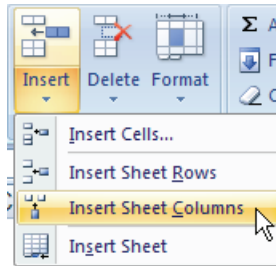 Σ A
Insert Delete Format
F
Insert Cells...
Insert Sheet Rows
Insert Sheet Columns
Insert Sheet